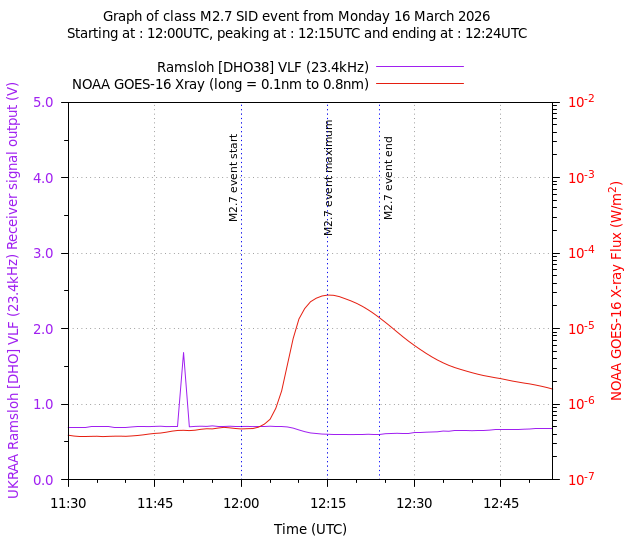 Graph of class M2.7 SID event from Monday 16 March 2026
Starting at : 12:00UTC, peaking at : 12:15UTC and ending at : 12:24UTC
Ramsloh [DHO38] VLF (23.4kHz)
NOAA GOES-16 Xray (long = 0.1nm to 0.8nm)
UKRAA Ramsloh [DHO] VLF (23.4kHz) Receiver signal output (V)
5.0
4.0
3.0
2.0
1.0
0.0
M2.7 event start
M2.7 event maximum
M2.7 event end
10-2
10-3
10-4
10-5
10-6
10-7
NOAA GOES-16 X-ray Flux (W/m2)
11:30 11:45 12:00 12:15 12:30 12:45
Time (UTC)